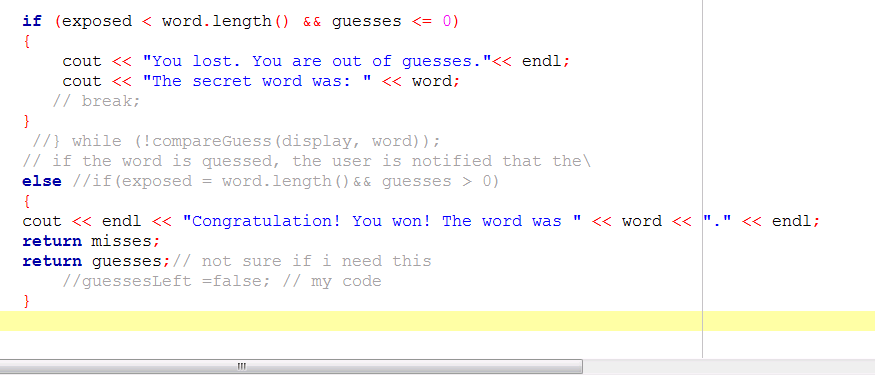 if (exposed < word.length() && guesses <= 0)
{
cout << "You lost. You are out of guesses."<< endl;
cout << "The secret word was: " << word;
// break;
}
//} while (!compareGuess(display, word));
// if the word is quessed, the user is notified that the\
else //if(exposed = word.length()&& guesses > 0)
{
cout << endl << "Congratulation! You won! The word was " << word << "." << endl;
return misses;
return guesses;// not sure if i need this
//guessesLeft =false; // my code
}